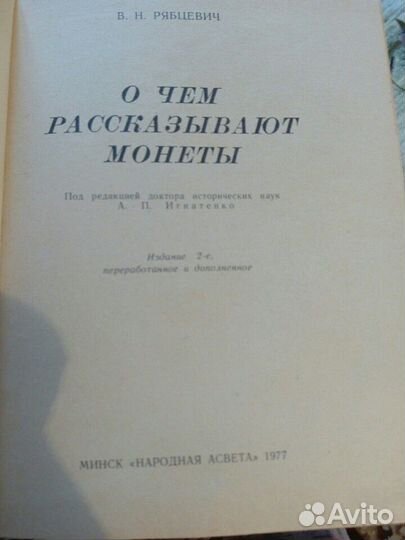 В. Н. РЯБЦЕВИЧ
О ЧЕМ
РАССКАЗЫВАЮТ
МОНЕТЫ
Под редакцией доктора исторических наук
А. П. Игнатенко
Издание 2-е,
переработанное и дополненное
МИНСК «НАРОДНАЯ АСВЕТА» 1977
Avito